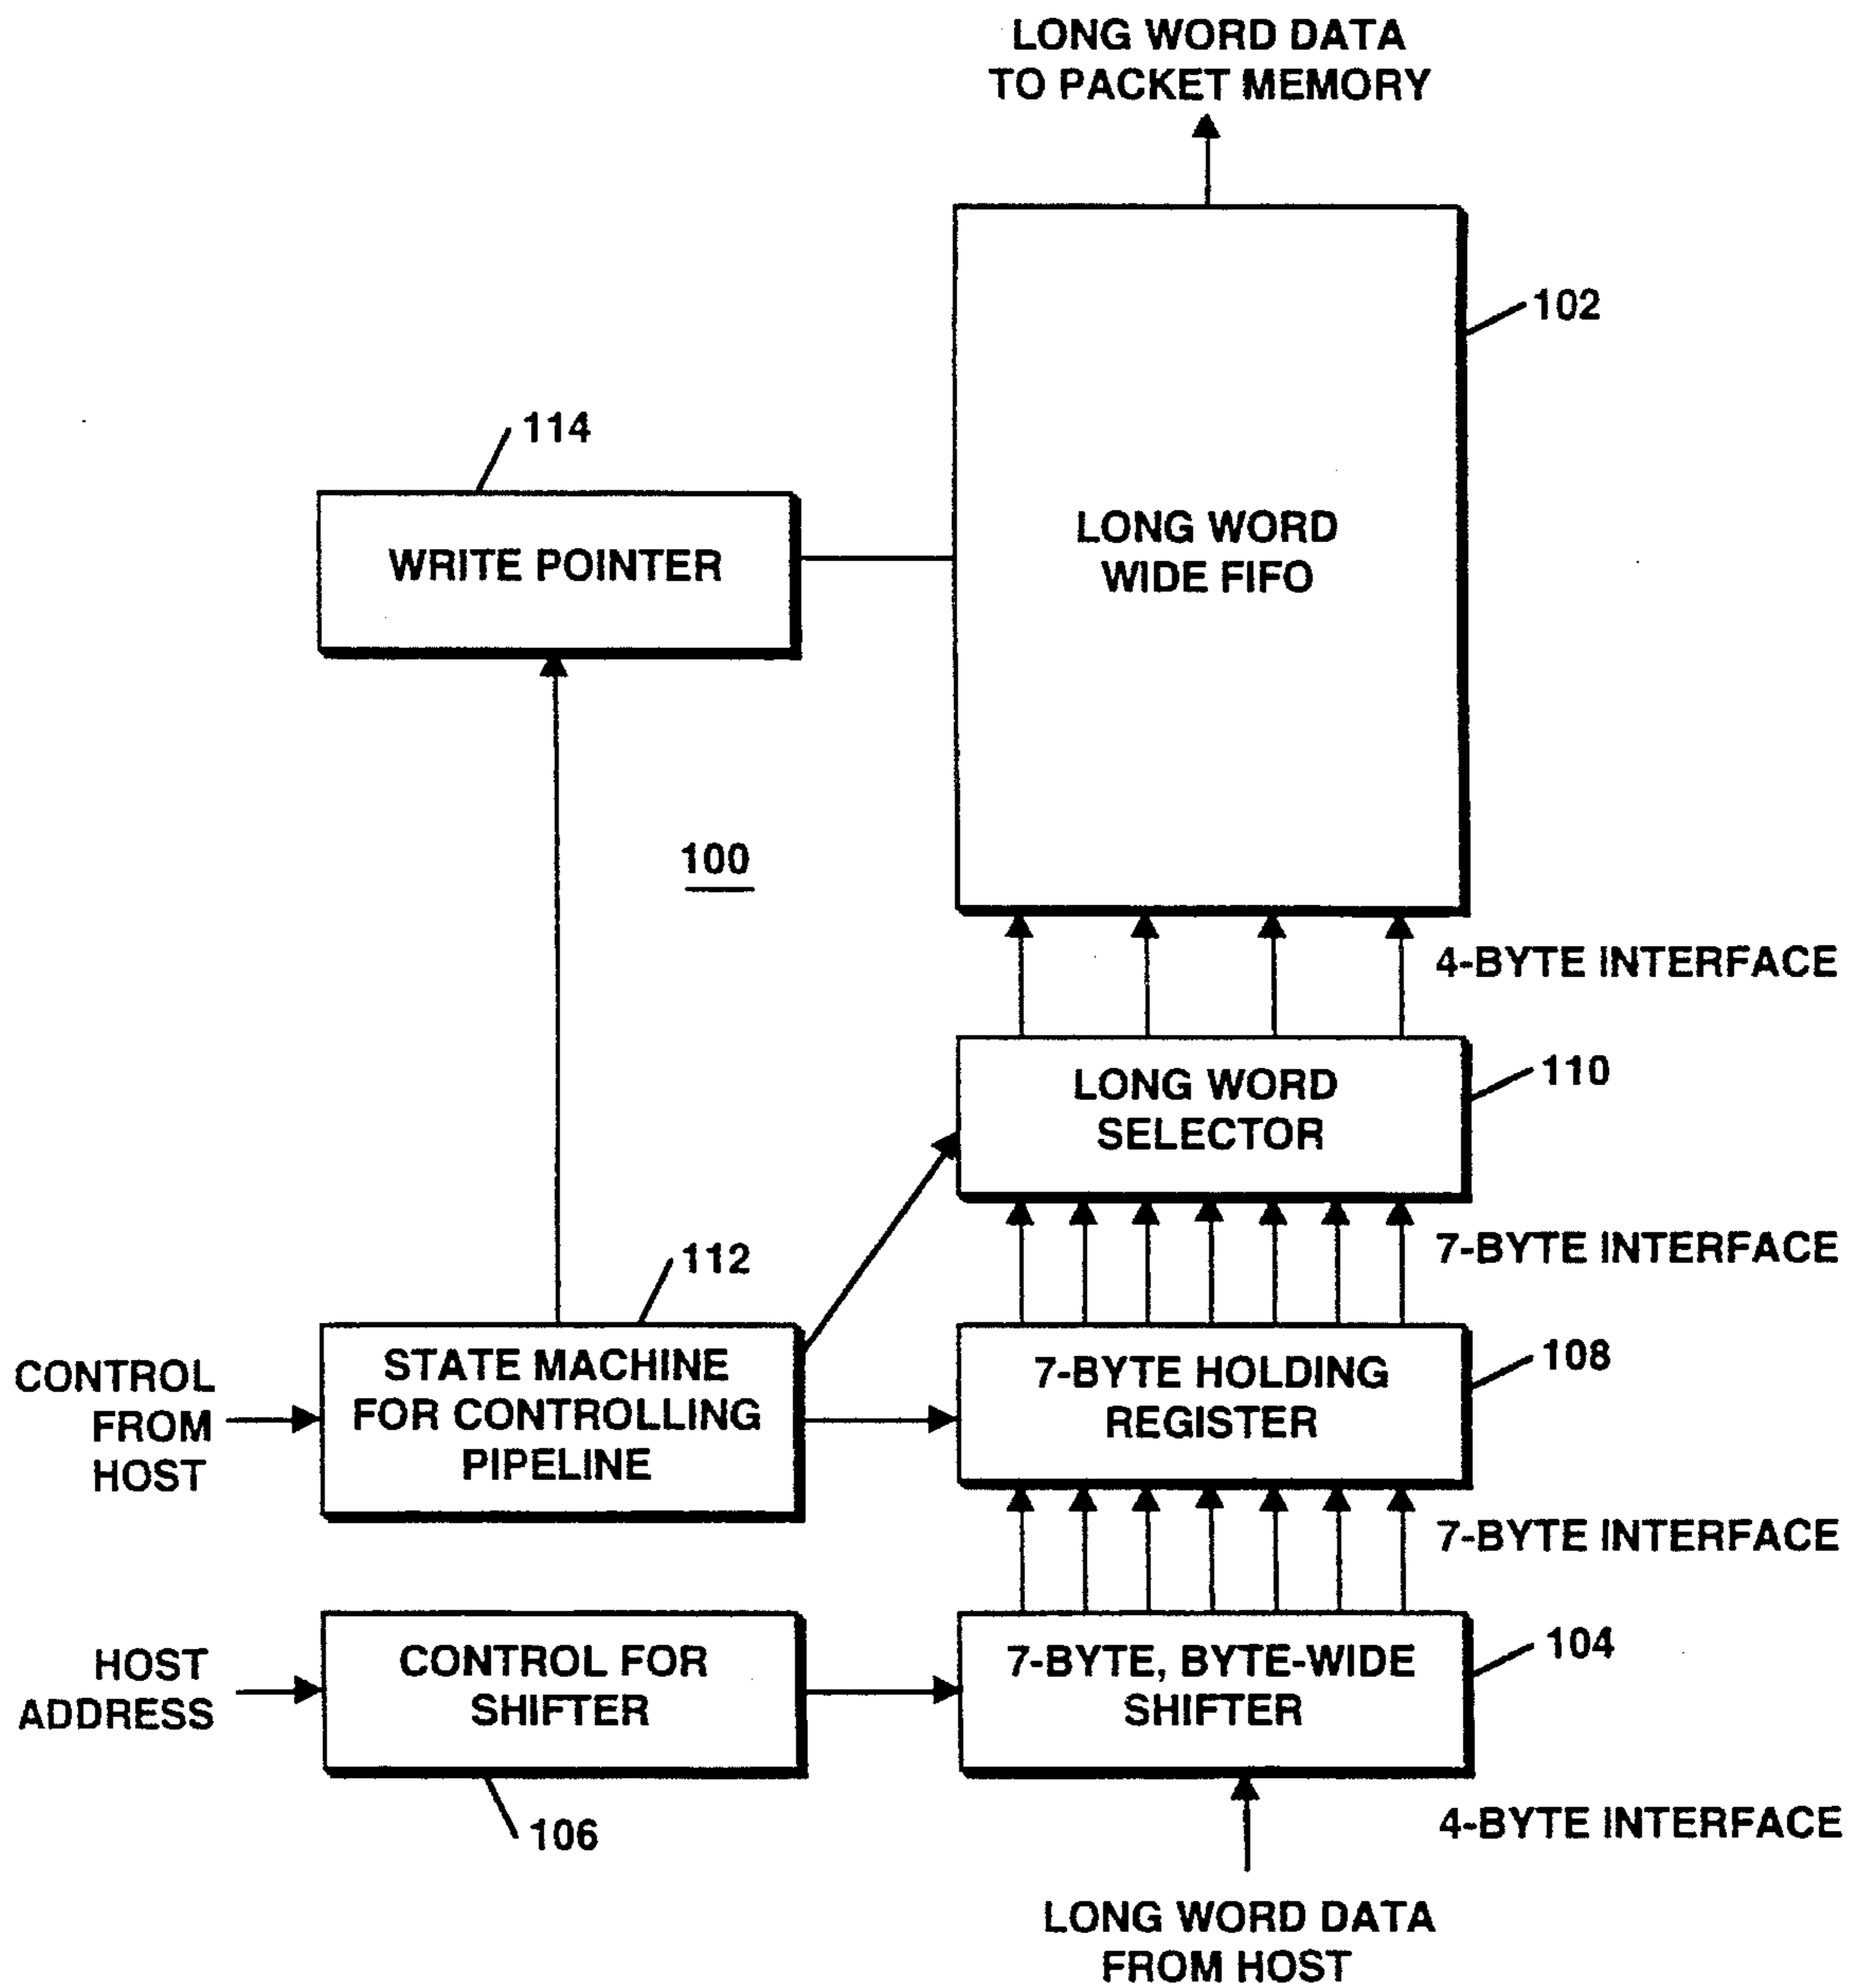 LONG WORD DATA
TO PACKET MEMORY
102
114
WRITE POINTER
LONG WORD
WIDE FIFO
100
4-BYTE INTERFACE
LONG WORD
SELECTOR
110
7-BYTE INTERFACE
112
CONTROL
FROM
HOST
STATE MACHINE
FOR CONTROLLING
PIPELINE
7-BYTE HOLDING
REGISTER
108
7-BYTE INTERFACE
HOST
ADDRESS
CONTROL FOR
SHIFTER
7-BYTE, BYTE-WIDE
SHIFTER
104
106
4-BYTE INTERFACE
LONG WORD DATA
FROM HOST